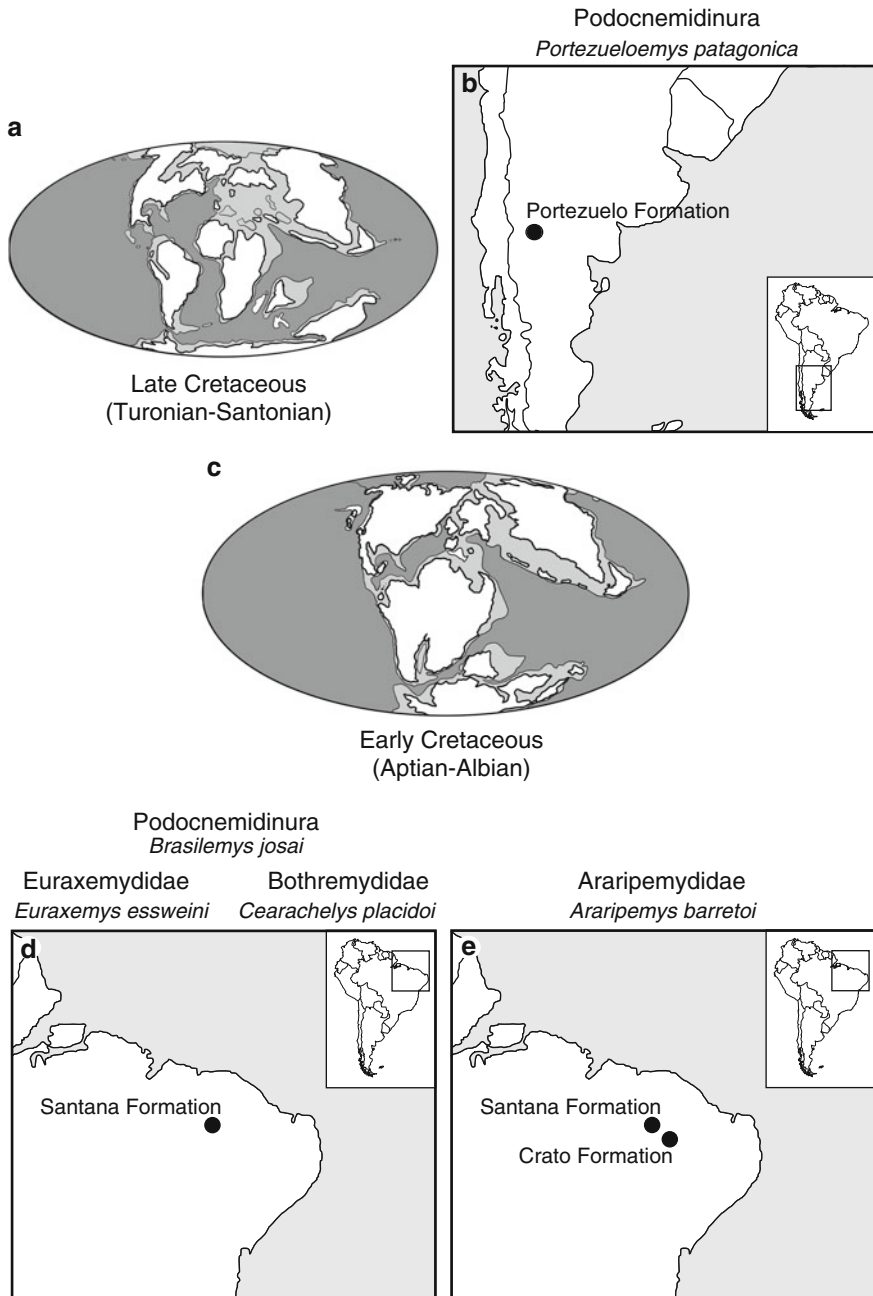 Podocnemidinura
Portezueloemys patagonica
a
b
Portezuelo Formation
Late Cretaceous
(Turonian-Santonian)
c
Early Cretaceous
(Aptian-Albian)
Podocnemidinura
Brasilemys josai
Euraxemydidae
Bothremydidae
Euraxemys essweini
Cearachelys placidoi
d
Santana Formation
Araripemydidae
Araripemys barretoi
e
Santana Formation
Crato Formation